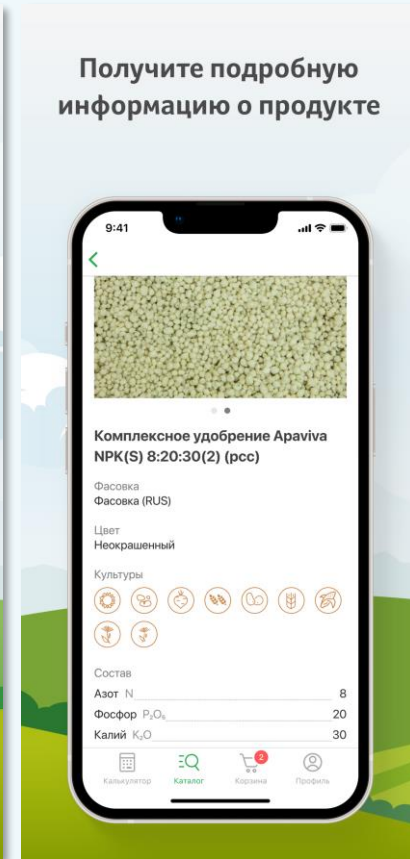 Получите подробную
информацию о продукте
9:41
Комплексное удобрение Apaviva
NPK(S) 8:20:30(2) (рсс)
Фасовка
Фасовка (RUS)
Цвет
Неокрашенный
Культуры
Состав
Азот N 8
Фосфор P₂O₅ 20
Калий K₂O 30
2
Калькулятор Каталог Корзина Профиль